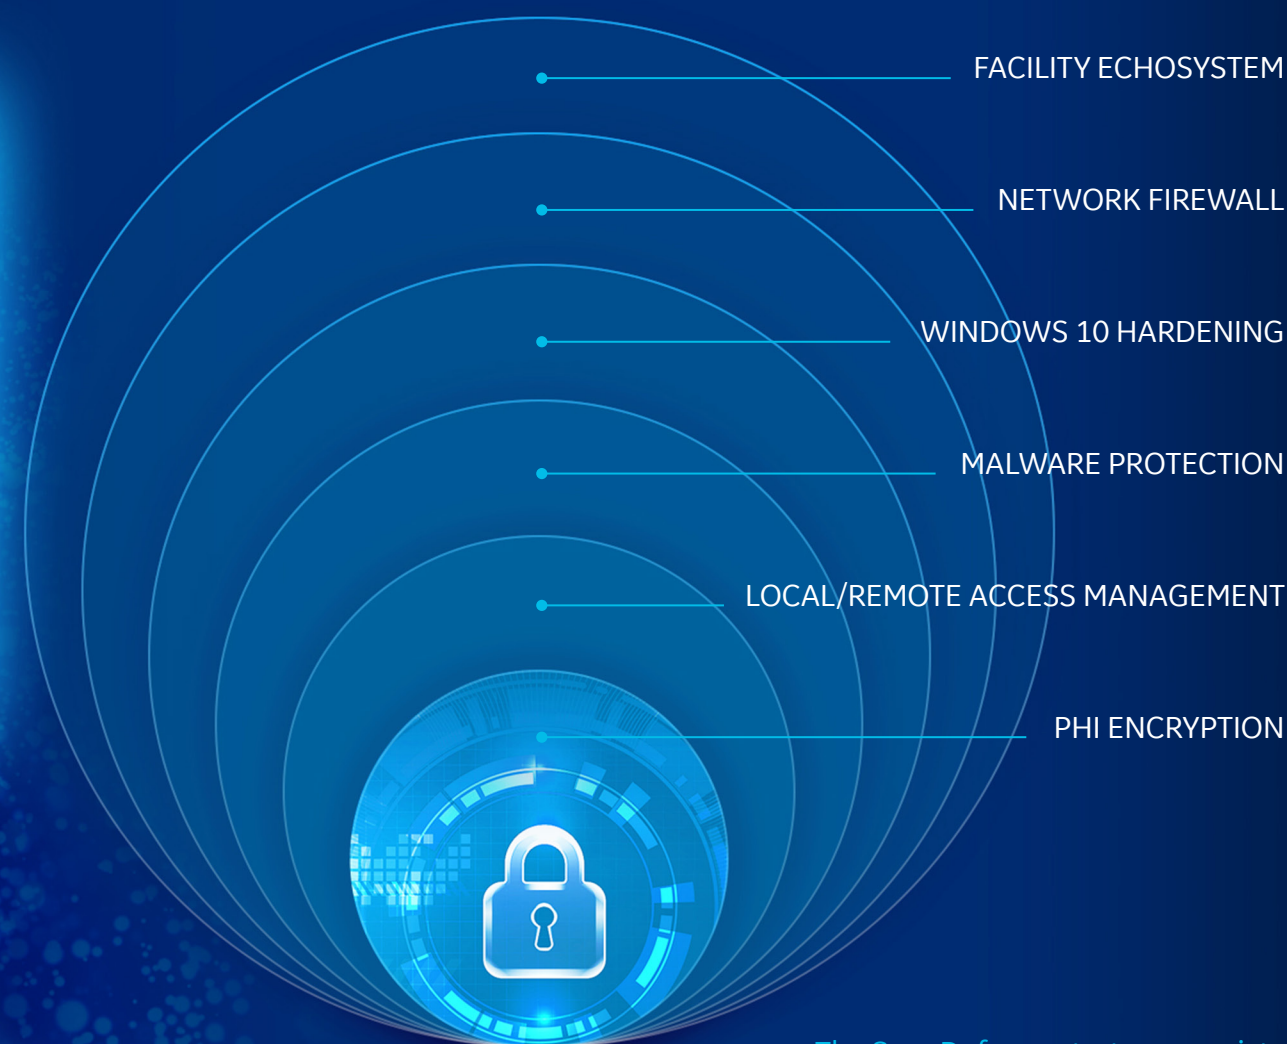 FACILITY ECHOSYSTEM
NETWORK FIREWALL
WINDOWS 10 HARDENING
MALWARE PROTECTION
LOCAL/REMOTE ACCESS MANAGEMENT
PHI ENCRYPTION